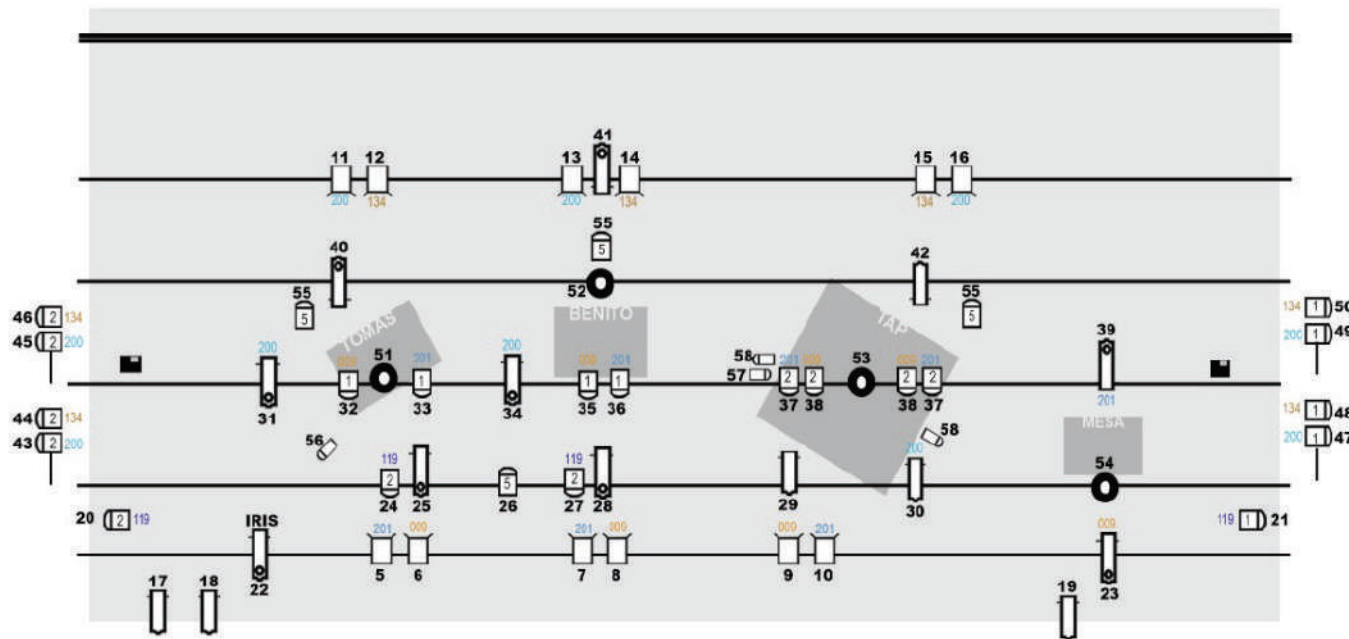 41
11 12 13 14 15 16
200 134 200 134 134 200
55
40 5 42
52
55 55
46 2 134 5 TOMAS BENITO TAP 5 134 1 50
45 2 200 200 1 49
39
200 009 51 201 200 009 201 58 201 009 53 009 201
1 1 1 1 57 2 2 2 2
31 32 33 34 35 36 37 38 38 37 201
44 2 134 134 1 48
43 2 200 56 58 200 1 47
MESA
119 119 200
2 5 2 54
24 25 26 27 28 29 30
20 2 119 119 1 21
IRIS 201 009 201 009 009 201 009
22 5 6 7 8 9 10 23
17 18 19